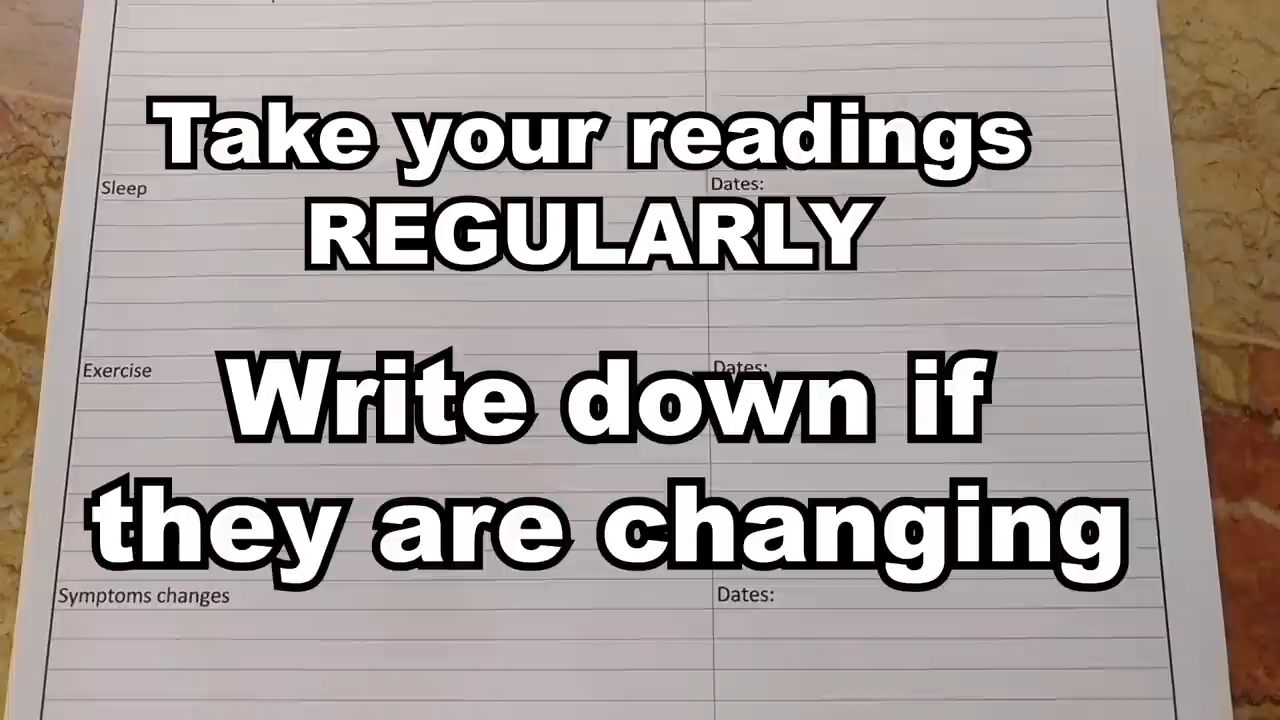 Take your readings
Sleep
Dates:
REGULARLY
Exercise
Dates:
Write down if
they are changing
Symptoms changes
Dates: